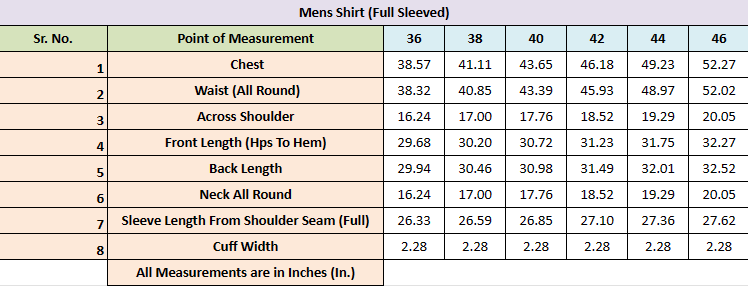 Mens Shirt (Full Sleeved)
Sr. No. Point of Measurement 36 38 40 42 44 46
1 Chest 38.57 41.11 43.65 46.18 49.23 52.27
2 Waist (All Round) 38.32 40.85 43.39 45.93 48.97 52.02
3 Across Shoulder 16.24 17.00 17.76 18.52 19.29 20.05
4 Front Length (Hps To Hem) 29.68 30.20 30.72 31.23 31.75 32.27
5 Back Length 29.94 30.46 30.98 31.49 32.01 32.52
6 Neck All Round 16.24 17.00 17.76 18.52 19.29 20.05
7 Sleeve Length From Shoulder Seam (Full) 26.33 26.59 26.85 27.10 27.36 27.62
8 Cuff Width 2.28 2.28 2.28 2.28 2.28 2.28
All Measurements are in Inches (In.)